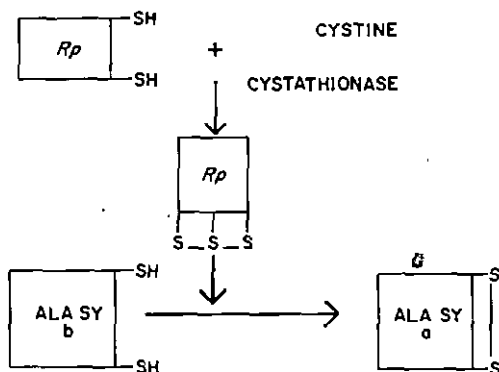 SH
Rp
+
CYSTINE
SH
CYSTATHIONASE
Rp
S S S
SH
ALA SY
b
SH
S
ALA SY
a
S